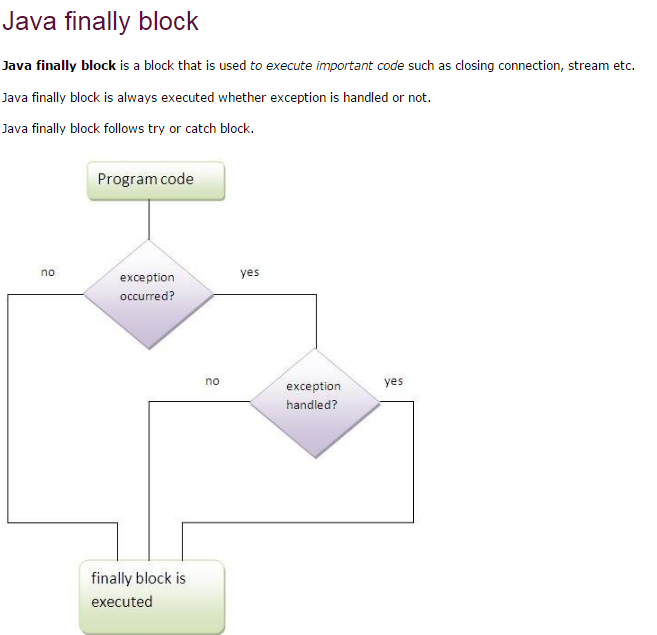 Java finally block
Java finally block is a block that is used to execute important code such as closing connection, stream etc.
Java finally block is always executed whether exception is handled or not.
Java finally block follows try or catch block.
Program code
no
exception
occurred?
yes
no
exception
handled?
yes
finally block is
executed